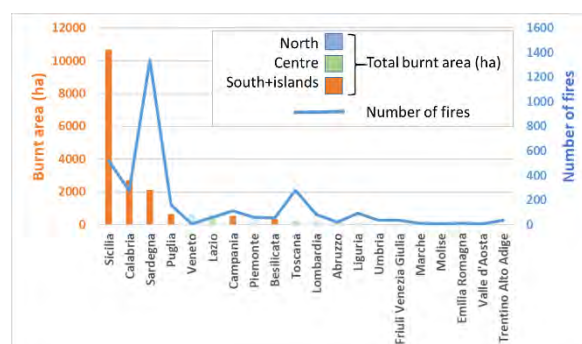 12000
10000
8000
6000
4000
2000
0
Burnt area (ha)
North
Centre
South+islands
Total burnt area (ha)
Number of fires
1600
1400
1200
1000
800
600
400
200
0
Number of fires
Sicilia
Calabria
Sardegna
Puglia
Veneto
Lazio
Campania
Piemonte
Besilicata
Toscana
Lombardia
Abruzzo
Liguria
Umbria
Friuli Venezia Giulia
Marche
Molise
Emilia Romagna
Valle d'Aosta
Trentino Alto Adige